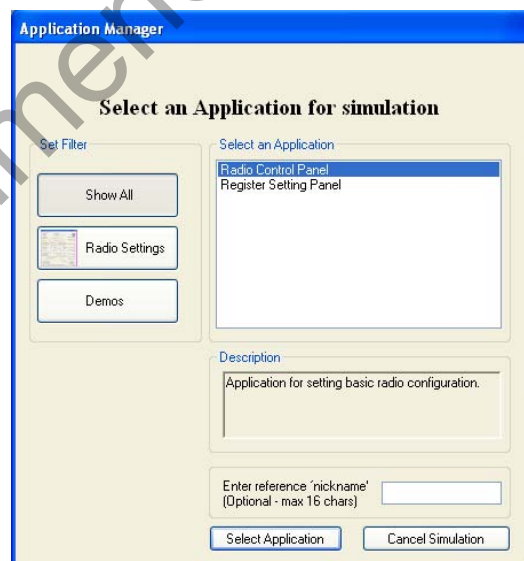 Application Manager
Select an Application for simulation
Set Filter
Show All
Radio Settings
Demos
Select an Application
Radio Control Panel
Register Setting Panel
Description
Application for setting basic radio configuration.
Enter reference 'nickname'
(Optional - max 16 chars)
Select Application
Cancel Simulation